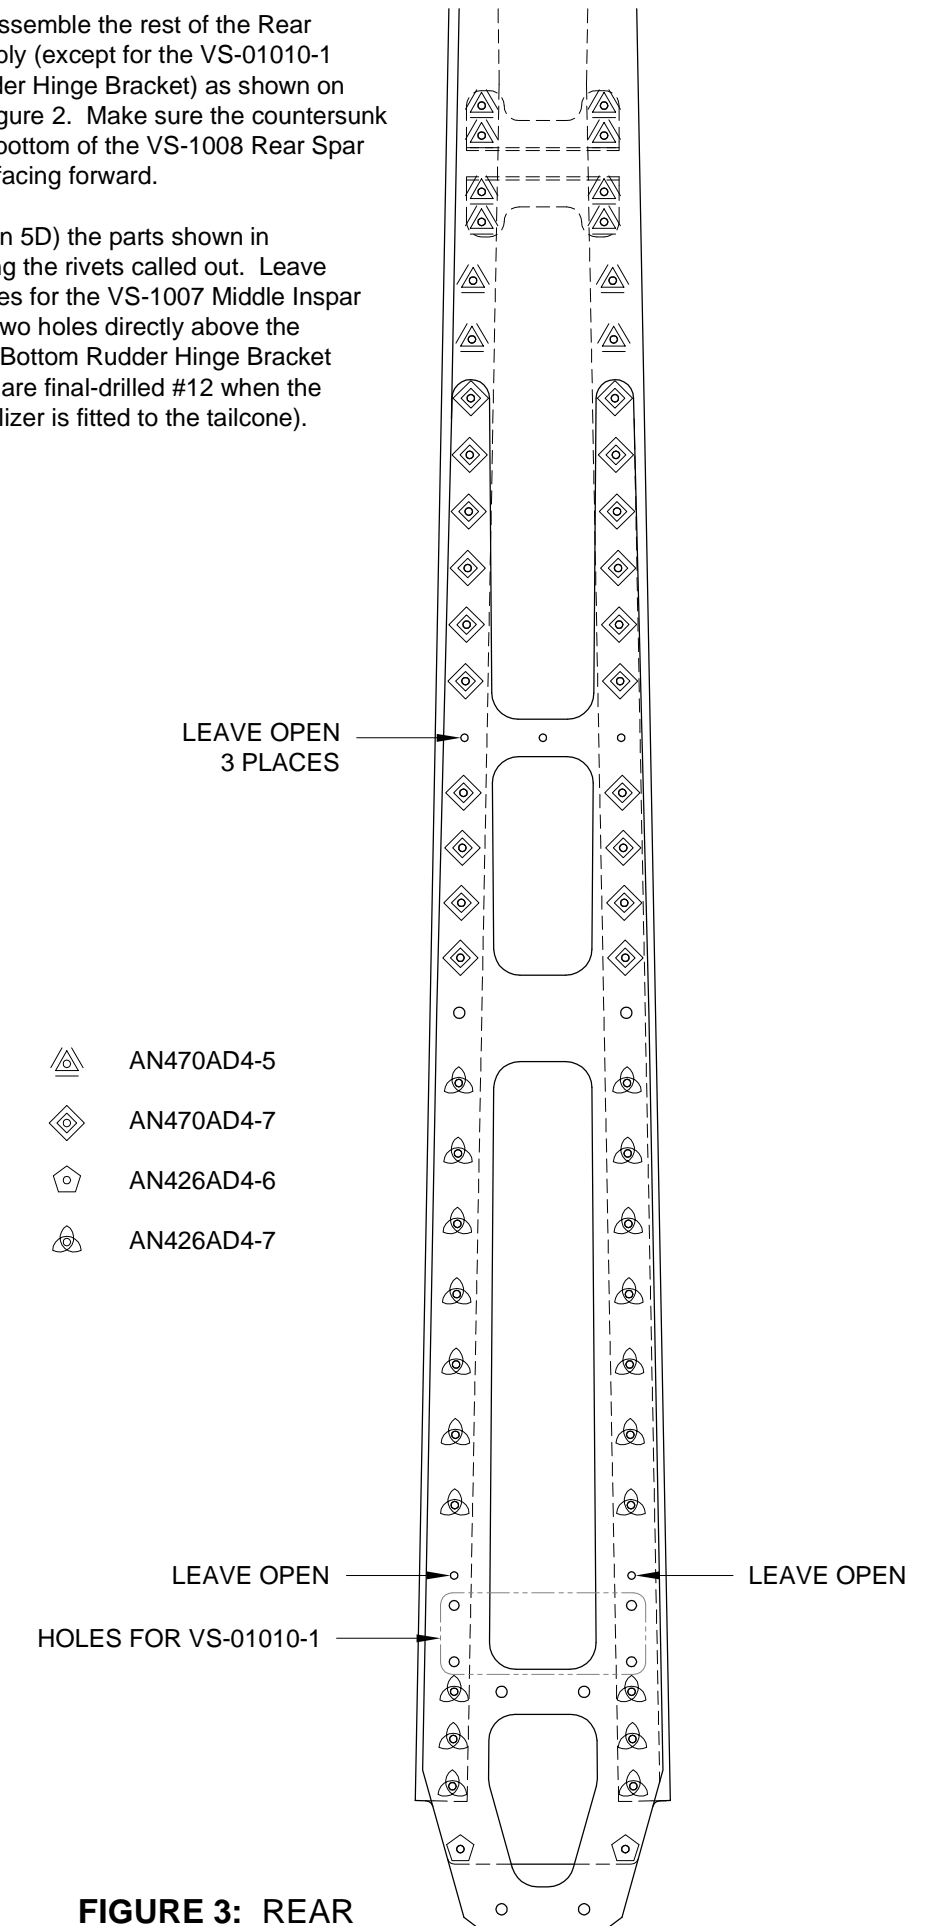 ssemble the rest of the Rear
bly (except for the VS-01010-1
der Hinge Bracket) as shown on
gure 2.  Make sure the countersunk
bottom of the VS-1008 Rear Spar
facing forward.
n 5D) the parts shown in
ng the rivets called out.  Leave
es for the VS-1007 Middle Inspar
two holes directly above the
Bottom Rudder Hinge Bracket
are final-drilled #12 when the
lizer is fitted to the tailcone).
LEAVE OPEN
3 PLACES
AN470AD4-5
AN470AD4-7
AN426AD4-6
AN426AD4-7
LEAVE OPEN
LEAVE OPEN
HOLES FOR VS-01010-1
FIGURE 3:  REAR